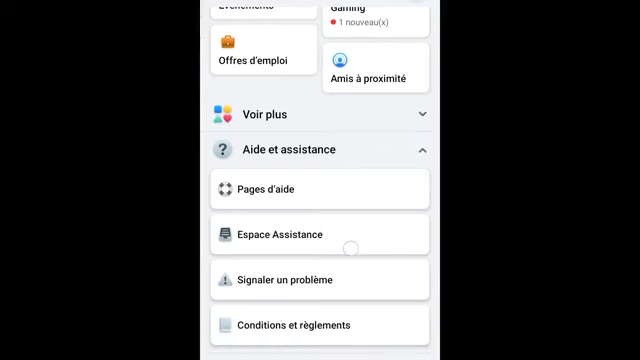 Événements
Gaming
1 nouveau(x)
Offres d'emploi
Amis à proximité
Voir plus
Aide et assistance
Pages d'aide
Espace Assistance
Signaler un problème
Conditions et règlements